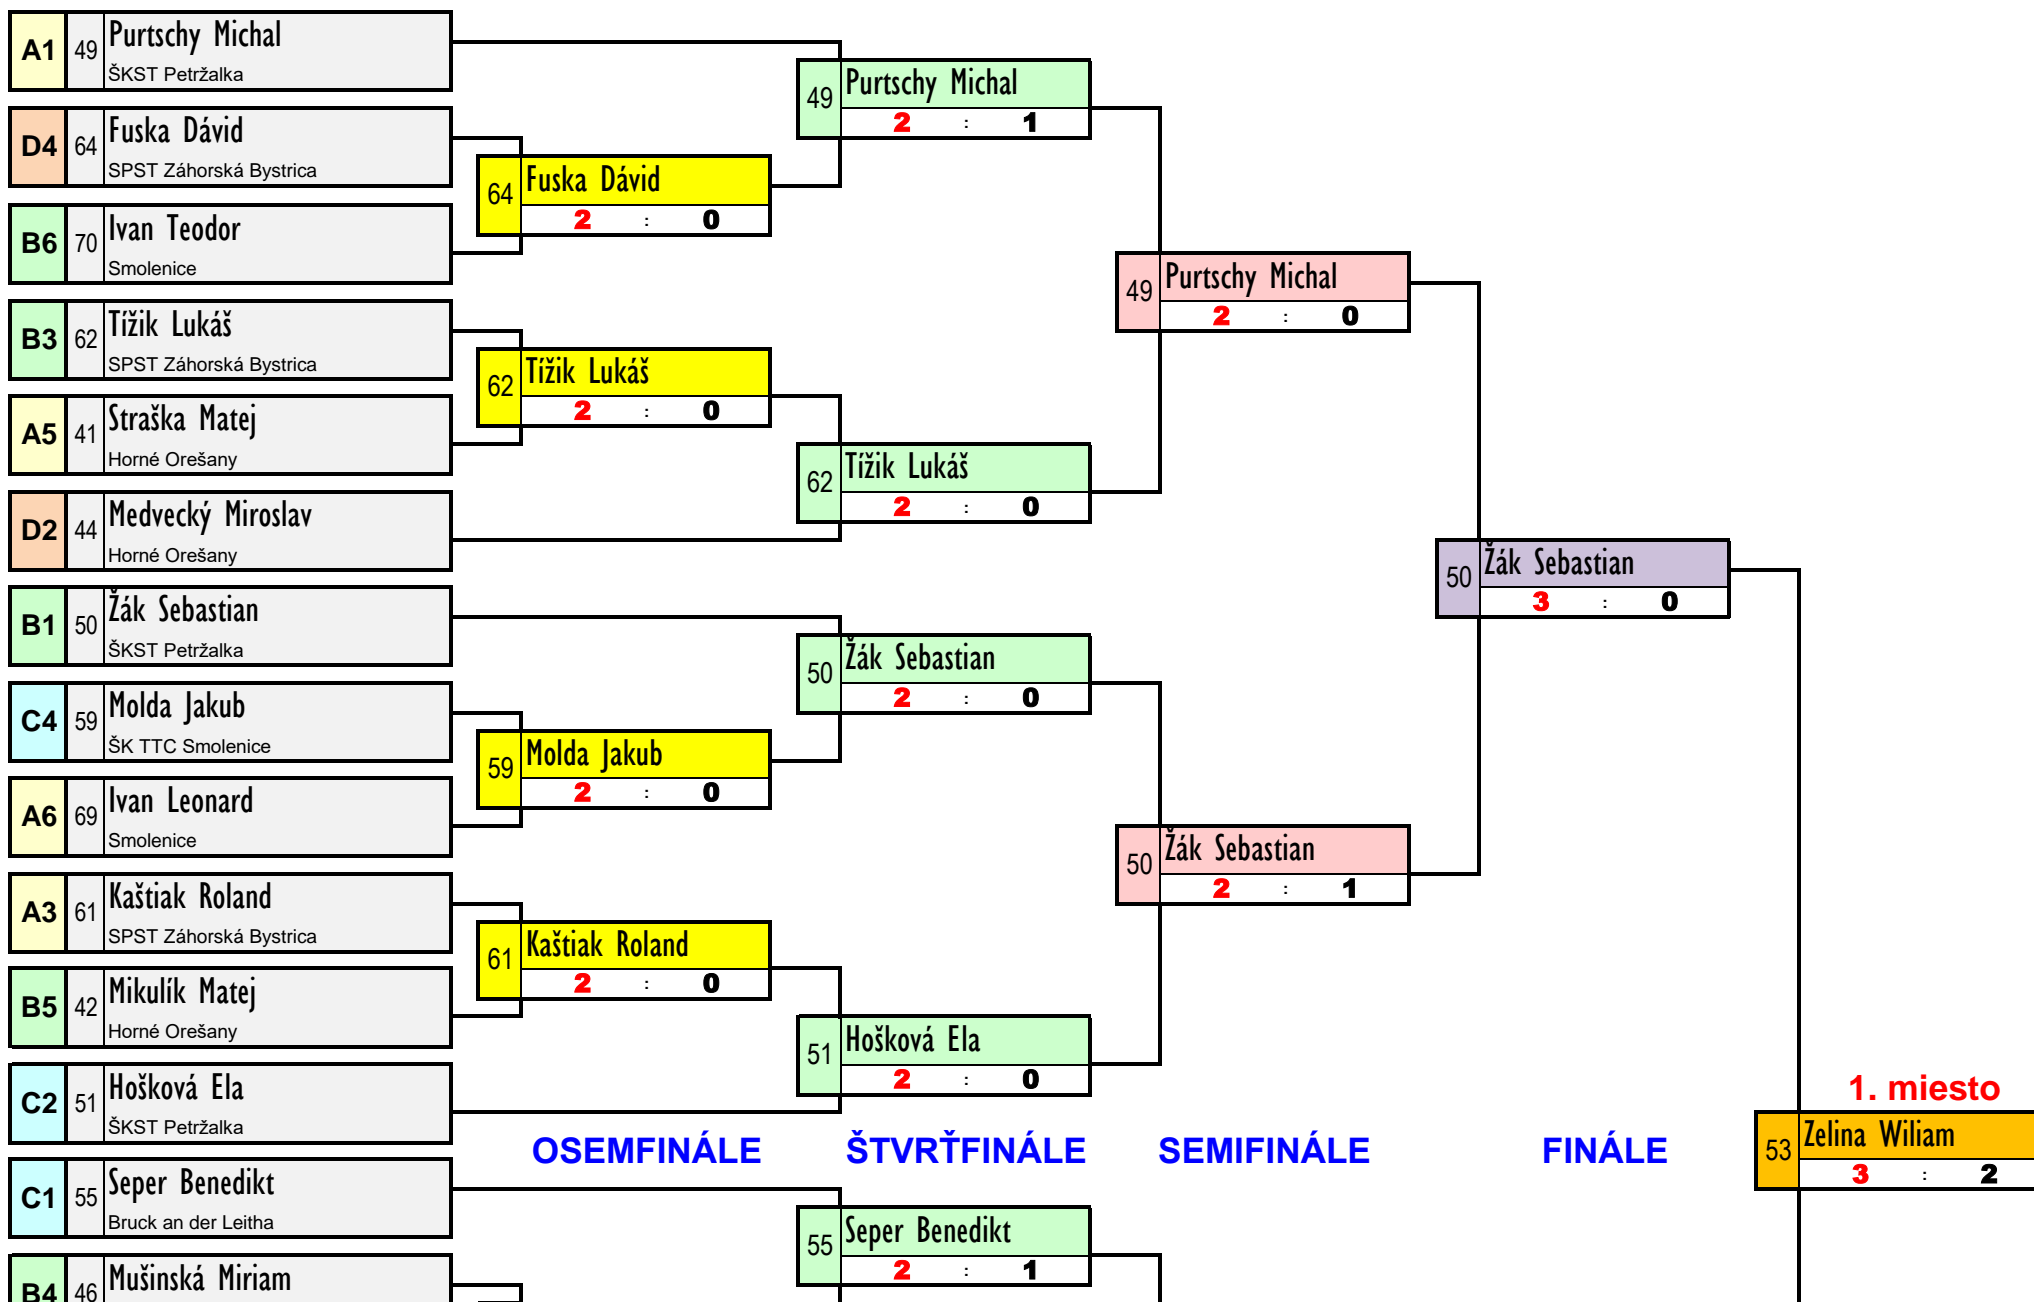 A1 49 Purtschy Michal
ŠKST Petržalka
49 Purtschy Michal
2 : 1
D4 64 Fuska Dávid
SPST Záhorská Bystrica
64 Fuska Dávid
2 : 0
B6 70 Ivan Teodor
Smolenice
49 Purtschy Michal
2 : 0
B3 62 Tížik Lukáš
SPST Záhorská Bystrica
62 Tížik Lukáš
2 : 0
A5 41 Straška Matej
Horné Orešany
62 Tížik Lukáš
2 : 0
D2 44 Medvecký Miroslav
Horné Orešany
50 Žák Sebastian
3 : 0
B1 50 Žák Sebastian
ŠKST Petržalka
50 Žák Sebastian
2 : 0
C4 59 Molda Jakub
ŠK TTC Smolenice
59 Molda Jakub
2 : 0
A6 69 Ivan Leonard
Smolenice
50 Žák Sebastian
2 : 1
A3 61 Kaštiak Roland
SPST Záhorská Bystrica
61 Kaštiak Roland
2 : 0
B5 42 Mikulík Matej
Horné Orešany
51 Hošková Ela
2 : 0
C2 51 Hošková Ela
ŠKST Petržalka
1. miesto
OSEMFINÁLE ŠTVRŤFINÁLE SEMIFINÁLE FINÁLE
53 Zelina Wiliam
3 : 2
C1 55 Seper Benedikt
Bruck an der Leitha
55 Seper Benedikt
2 : 1
B4 46 Mušinská Miriam